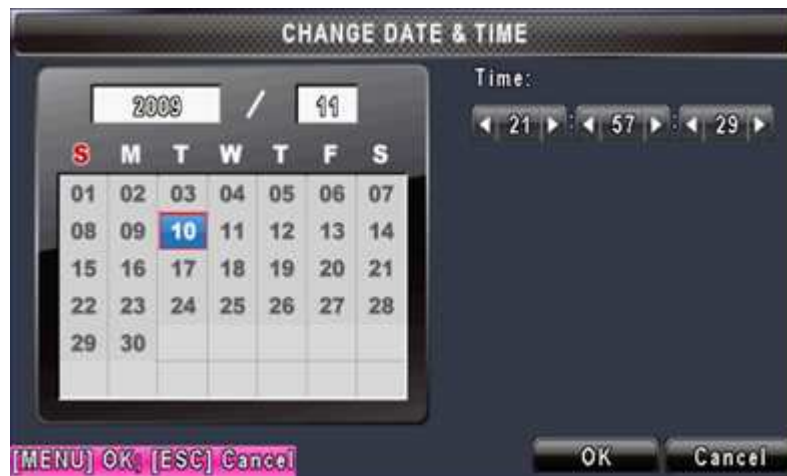 CHANGE DATE & TIME
2009 / 11
S M T W T F S
01 02 03 04 05 06 07
08 09 10 11 12 13 14
15 16 17 18 19 20 21
22 23 24 25 26 27 28
29 30
Time:
21 : 57 : 29
[MENU] OK; [ESC] Cancel
OK Cancel